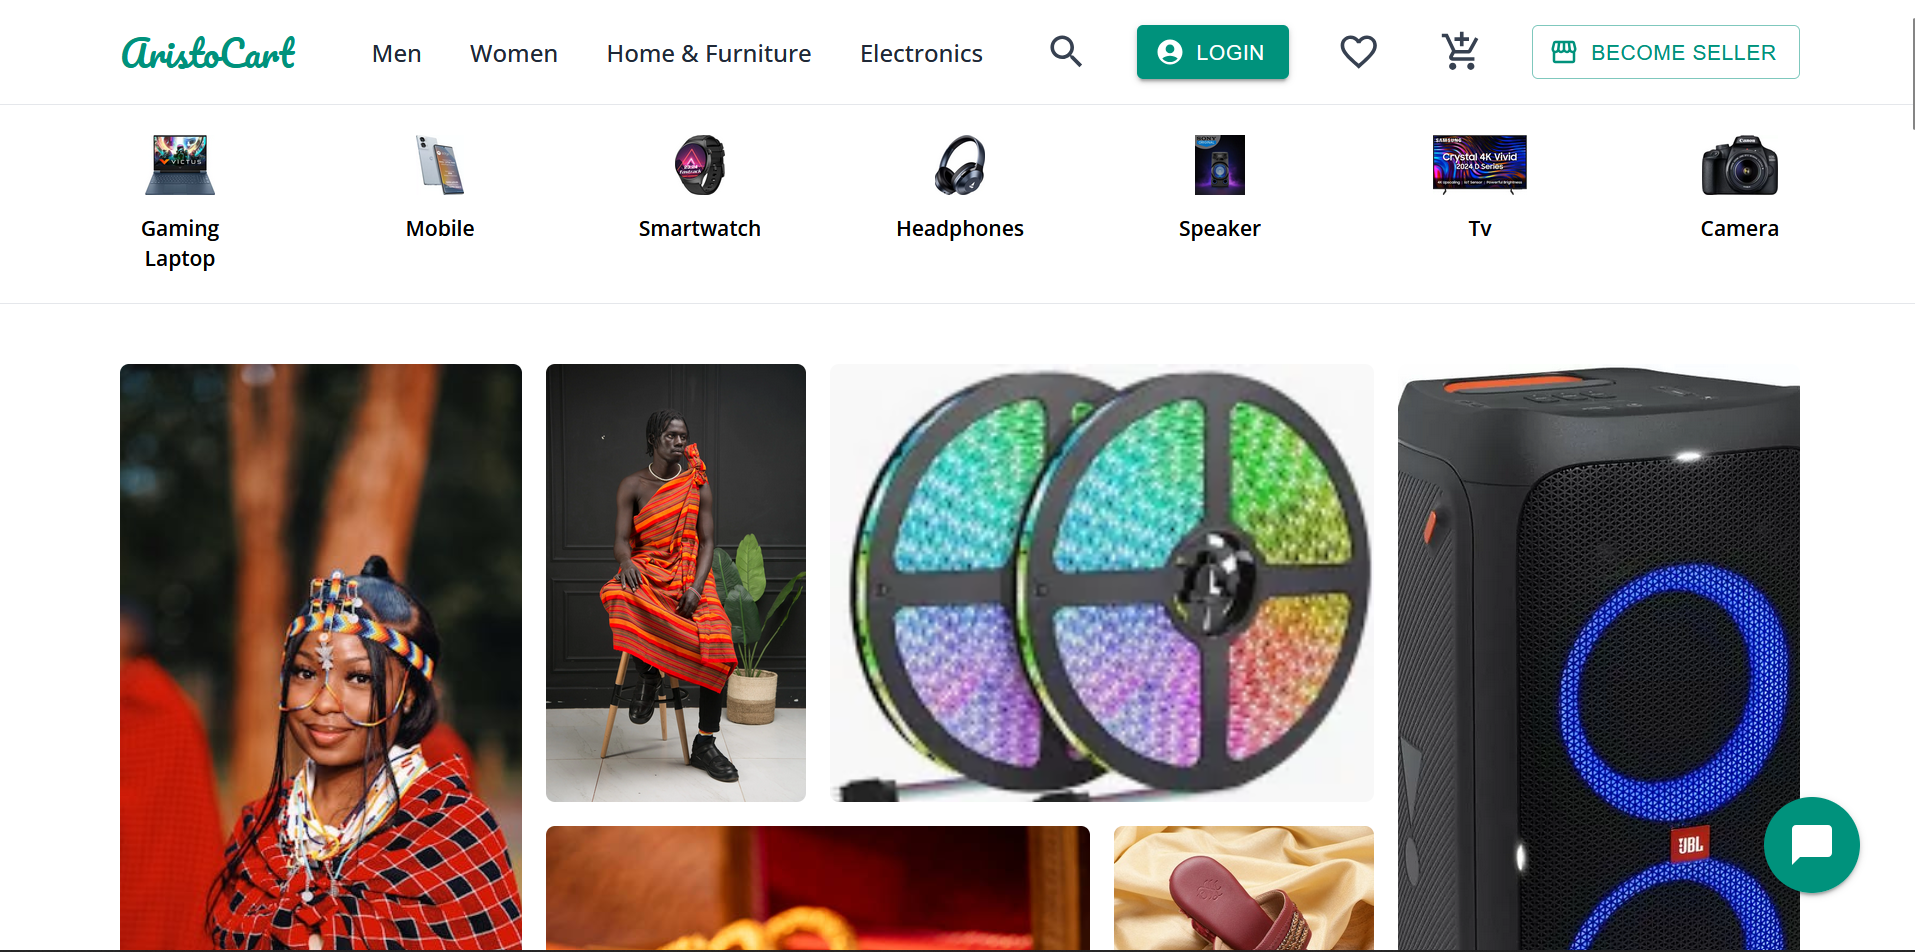 AristoCart
Men
Women
Home & Furniture
Electronics
LOGIN
BECOME SELLER
VICTUS
SONY
SAMSUNG
Crystal 4K Vivid
2024 D Series
Canon
Gaming
Laptop
Mobile
Smartwatch
Headphones
Speaker
Tv
Camera
JBL